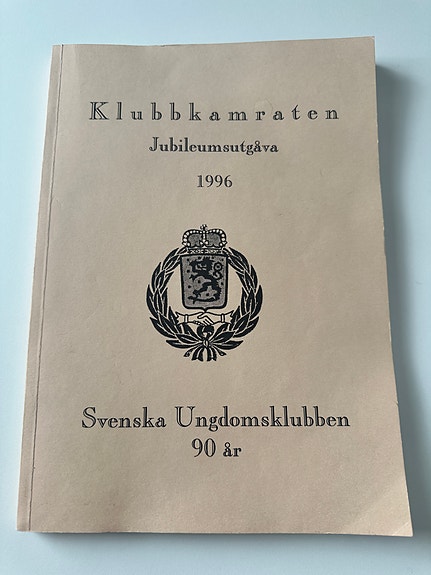 Klubbkamraten
Jubileumsutgåva
1996
Svenska Ungdomsklubben
90 år